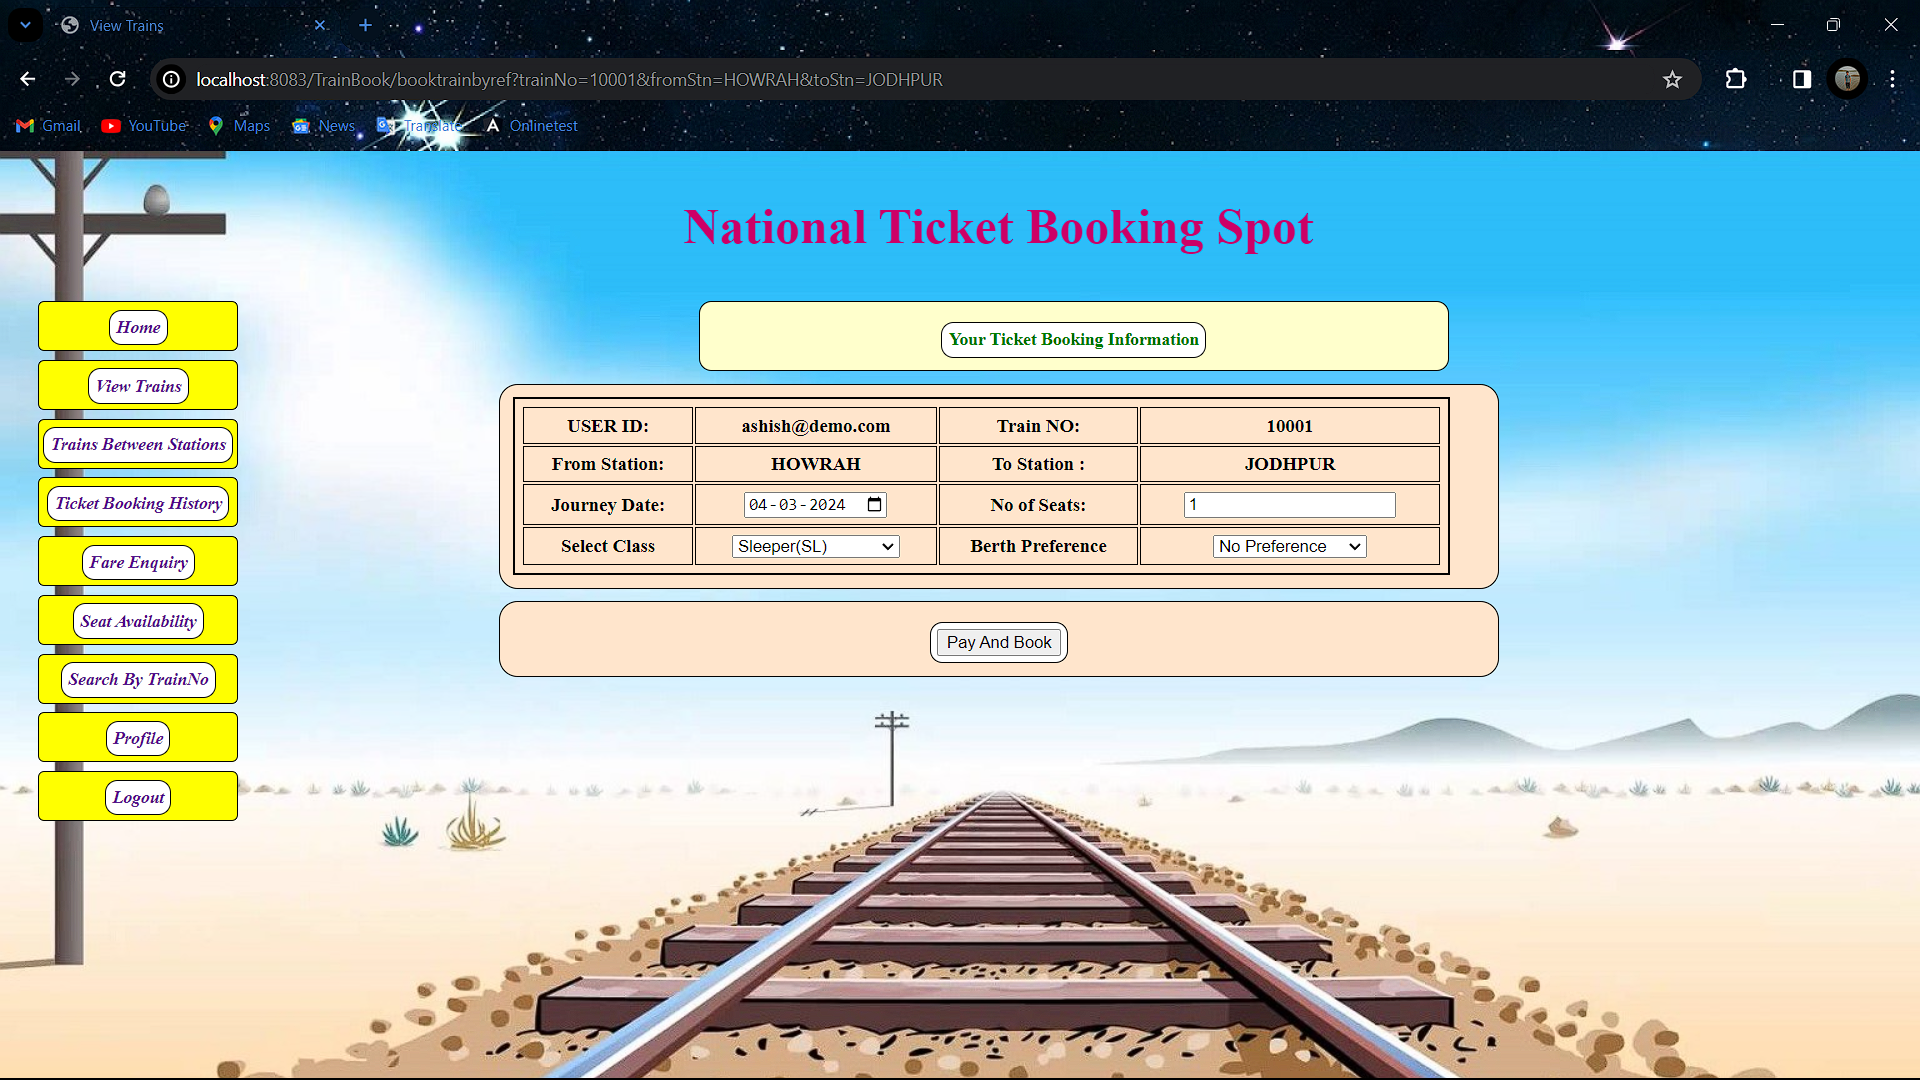 View Trains
localhost:8083/TrainBook/booktrainbyref?trainNo=10001&fromStn=HOWRAH&toStn=JODHPUR
Gmail YouTube Maps News Translate Onlinetest
National Ticket Booking Spot
Home
View Trains
Trains Between Stations
Ticket Booking History
Fare Enquiry
Seat Availability
Search By TrainNo
Profile
Logout
Your Ticket Booking Information
USER ID: ashish@demo.com Train NO: 10001
From Station: HOWRAH To Station : JODHPUR
Journey Date: 04-03-2024 No of Seats: 1
Select Class Sleeper(SL) Berth Preference No Preference
Pay And Book